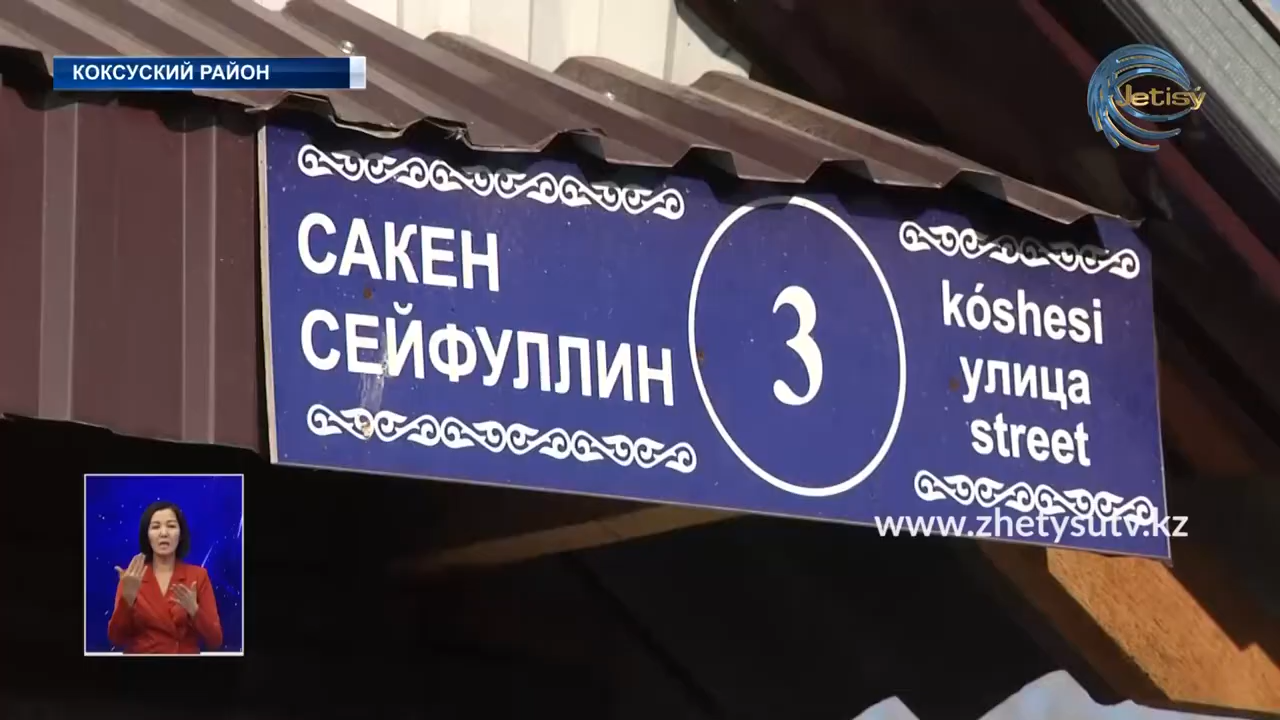 КОКСУСКИЙ РАЙОН
Jetisý
САКЕН
СЕЙФУЛЛИН
3
kóshesi
улица
street
www.zhetysutv.kz